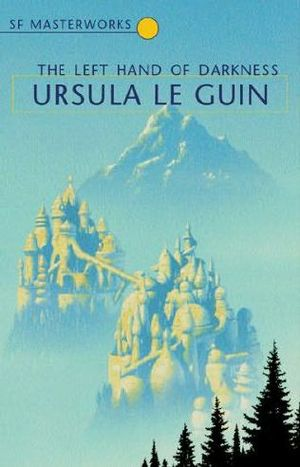 SF MASTERWORKS
THE LEFT HAND OF DARKNESS
URSULA LE GUIN